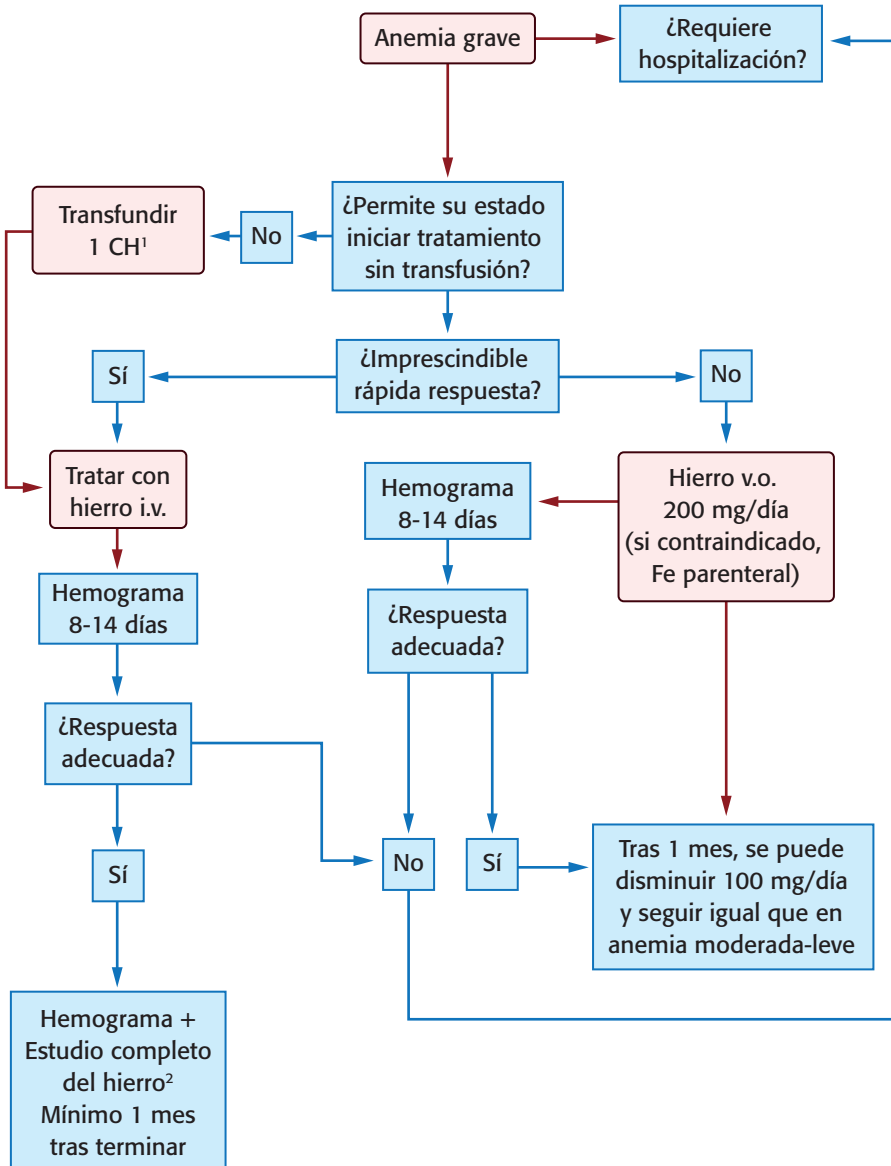 Anemia grave
¿Requiere
hospitalización?
Transfundir
1 CH¹
No
¿Permite su estado
iniciar tratamiento
sin transfusión?
Sí
¿Imprescindible
rápida respuesta?
No
Tratar con
hierro i.v.
Hemograma
8-14 días
Hierro v.o.
200 mg/día
(si contraindicado,
Fe parenteral)
Hemograma
8-14 días
¿Respuesta
adecuada?
¿Respuesta
adecuada?
Sí
No
Sí
Tras 1 mes, se puede
disminuir 100 mg/día
y seguir igual que en
anemia moderada-leve
Hemograma +
Estudio completo
del hierro²
Mínimo 1 mes
tras terminar